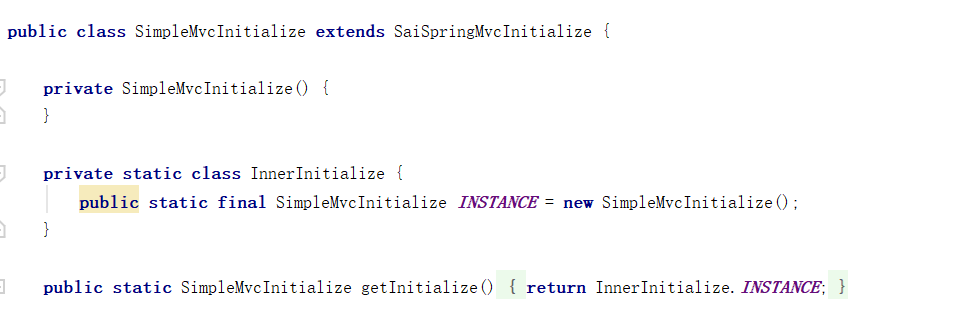 public class SimpleMvcInitialize extends SaiSpringMvcInitialize {
private SimpleMvcInitialize() {
}
private static class InnerInitialize {
public static final SimpleMvcInitialize INSTANCE = new SimpleMvcInitialize();
}
public static SimpleMvcInitialize getInitialize() { return InnerInitialize.INSTANCE; }